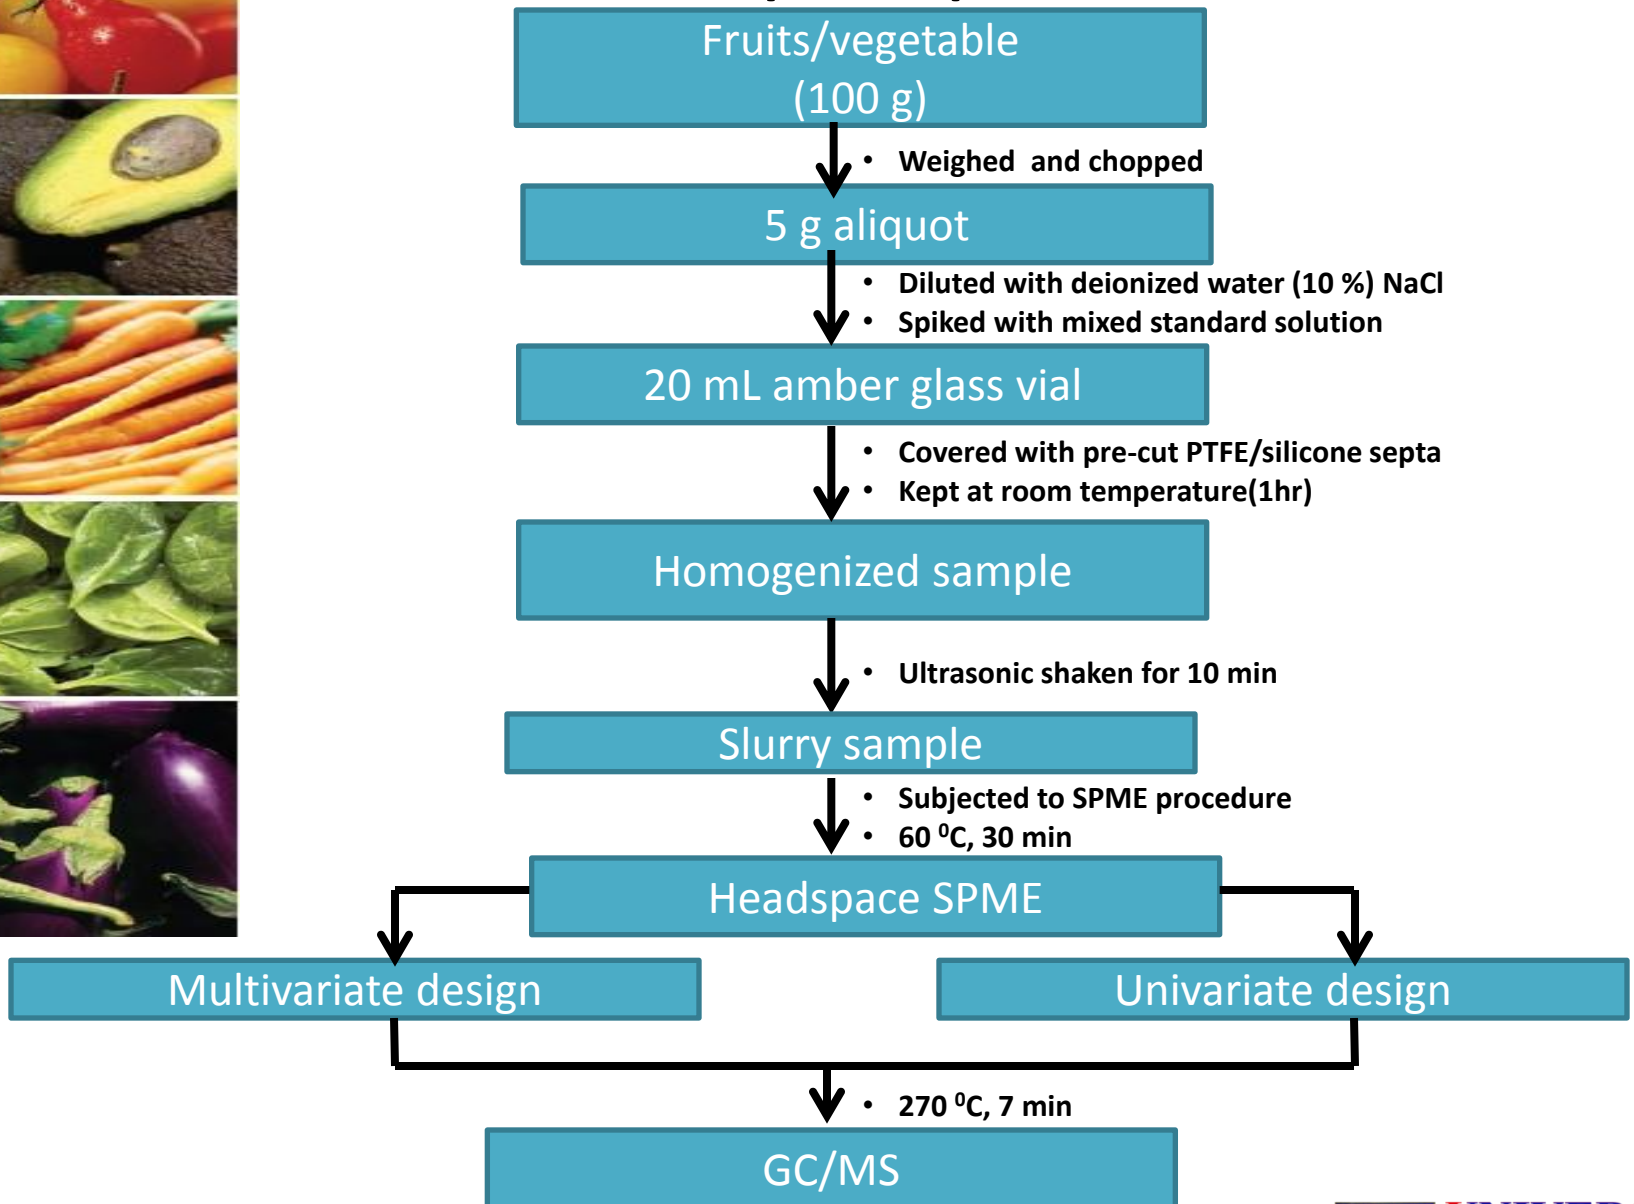 Fruits/vegetable
(100 g)
• Weighed and chopped
5 g aliquot
• Diluted with deionized water (10 %) NaCl
• Spiked with mixed standard solution
20 mL amber glass vial
• Covered with pre-cut PTFE/silicone septa
• Kept at room temperature(1hr)
Homogenized sample
• Ultrasonic shaken for 10 min
Slurry sample
• Subjected to SPME procedure
• 60 ⁰C, 30 min
Headspace SPME
Multivariate design
Univariate design
• 270 ⁰C, 7 min
GC/MS